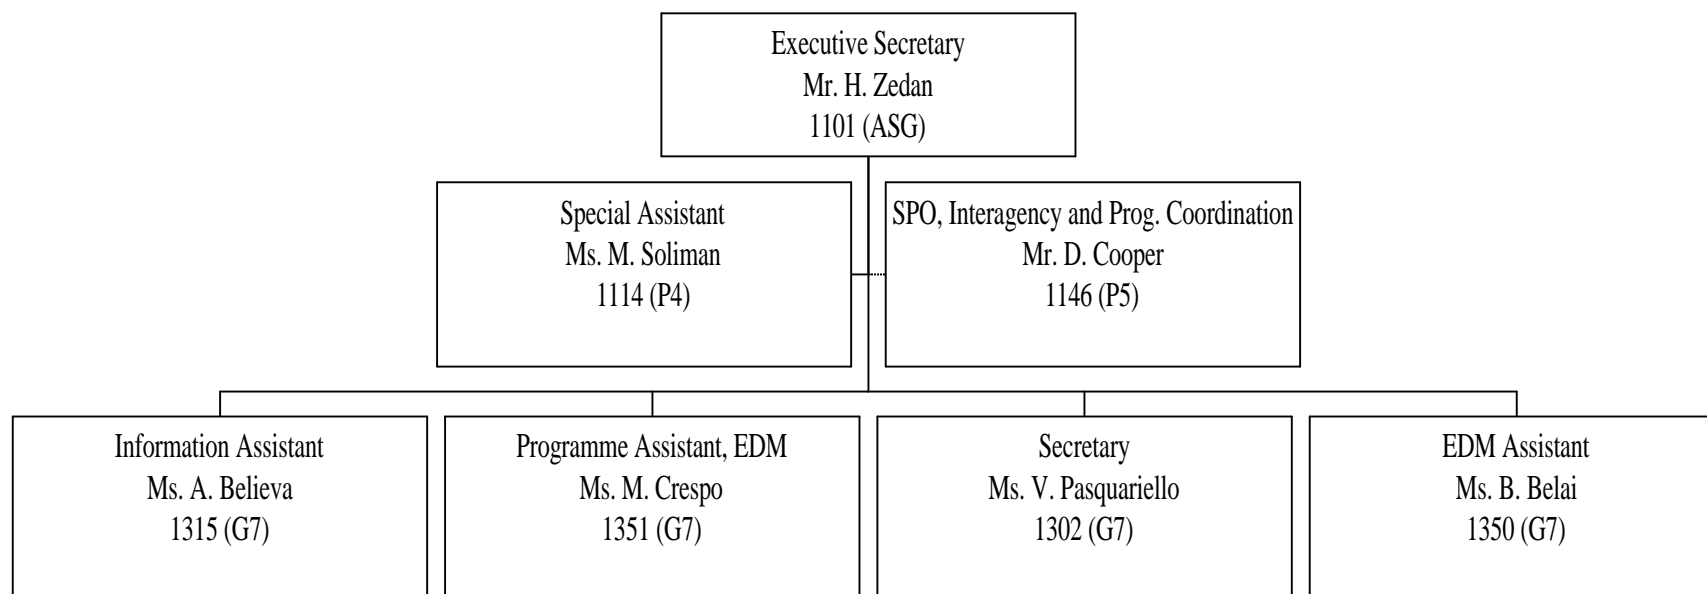 Executive Secretary
Mr. H. Zedan
1101 (ASG)
Special Assistant
Ms. M. Soliman
1114 (P4)
SPO, Interagency and Prog. Coordination
Mr. D. Cooper
1146 (P5)
Information Assistant
Ms. A. Believa
1315 (G7)
Programme Assistant, EDM
Ms. M. Crespo
1351 (G7)
Secretary
Ms. V. Pasquariello
1302 (G7)
EDM Assistant
Ms. B. Belai
1350 (G7)